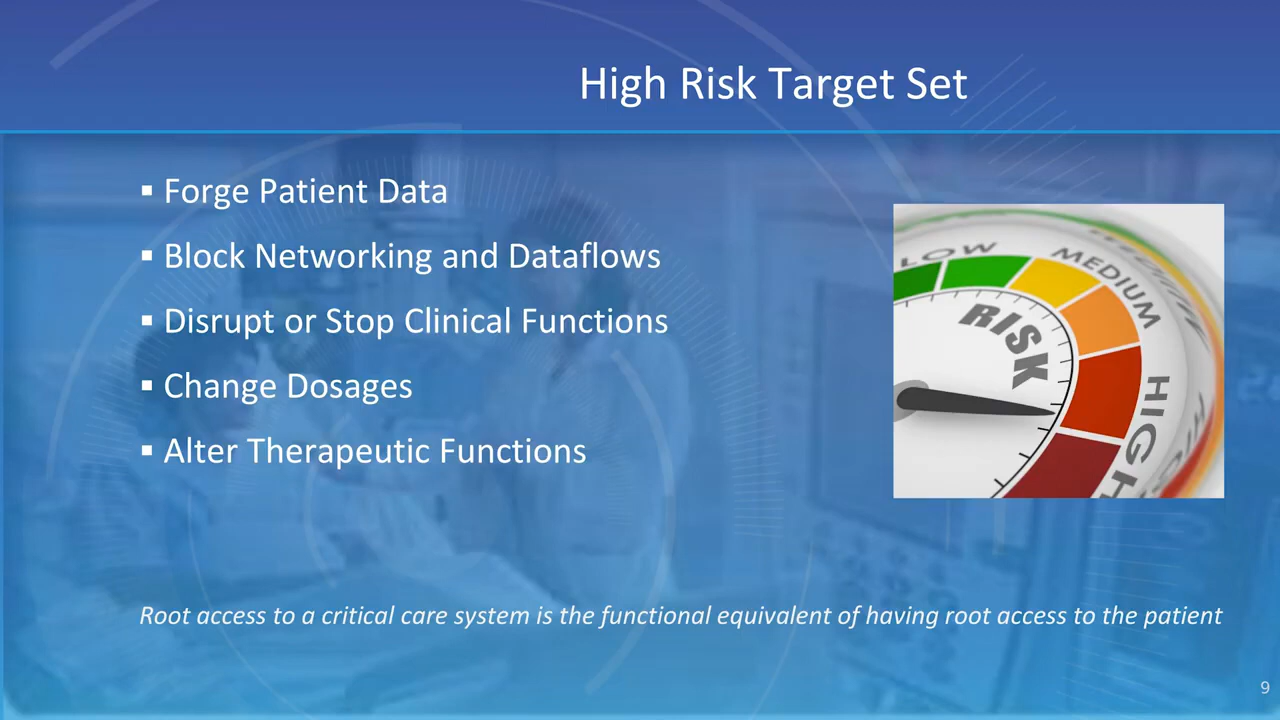 High Risk Target Set
▪ Forge Patient Data
▪ Block Networking and Dataflows
▪ Disrupt or Stop Clinical Functions
▪ Change Dosages
▪ Alter Therapeutic Functions
LOW
MEDIUM
HIGH
RISK
Root access to a critical care system is the functional equivalent of having root access to the patient
9